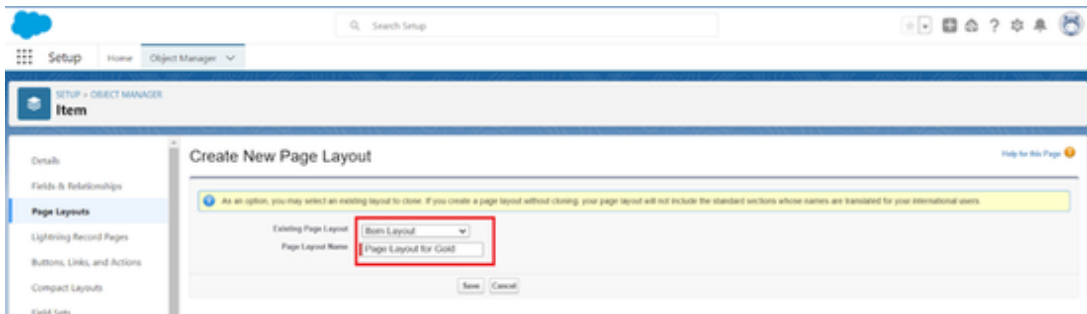 Search Setup
Setup Home Object Manager
SETUP > OBJECT MANAGER
Item
Details
Fields & Relationships
Page Layouts
Lightning Record Pages
Buttons, Links, and Actions
Compact Layouts
Field Sets
Create New Page Layout
Help for this Page
As an option, you may select an existing layout to clone. If you create a page layout without cloning, your page layout will not include the standard sections whose names are translated for your international users.
Existing Page Layout Item Layout
Page Layout Name Page Layout for Gold
Save Cancel